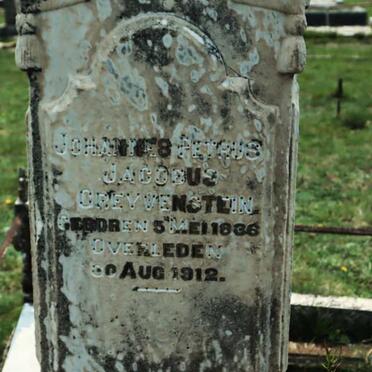 JOHANNES PETRUS
JACOBUS
GREYVENSTEIN
GEBOREN 5 MEI 1866
OVERLEDEN
30 AUG 1912.